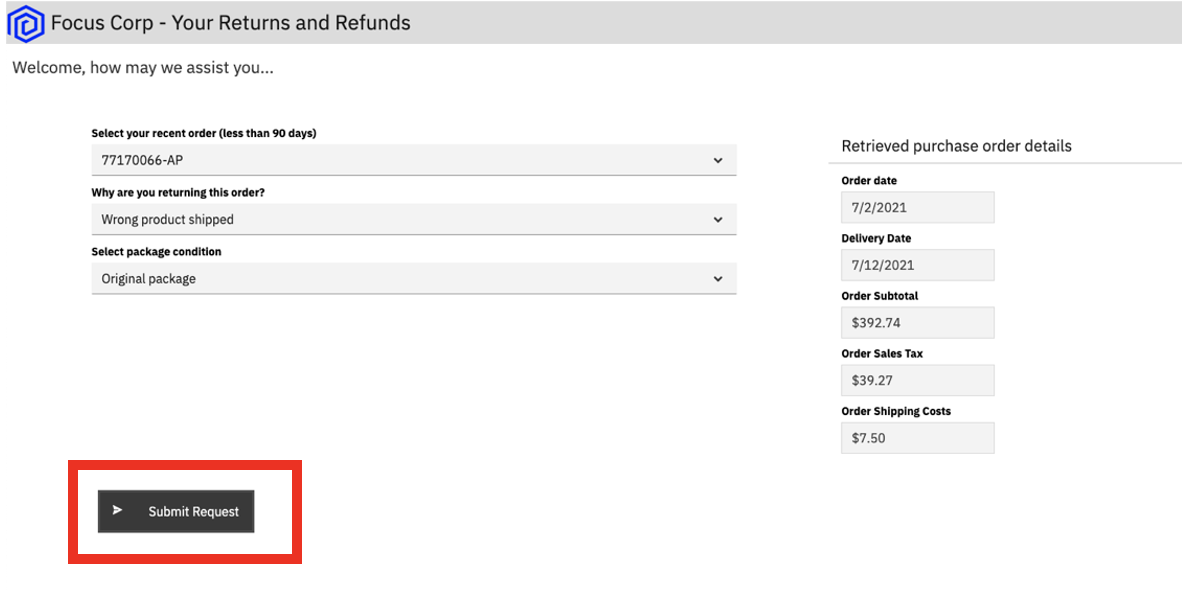 Focus Corp - Your Returns and Refunds
Welcome, how may we assist you...
Select your recent order (less than 90 days)
77170066-AP
Why are you returning this order?
Wrong product shipped
Select package condition
Original package
Submit Request
Retrieved purchase order details
Order date
7/2/2021
Delivery Date
7/12/2021
Order Subtotal
$392.74
Order Sales Tax
$39.27
Order Shipping Costs
$7.50